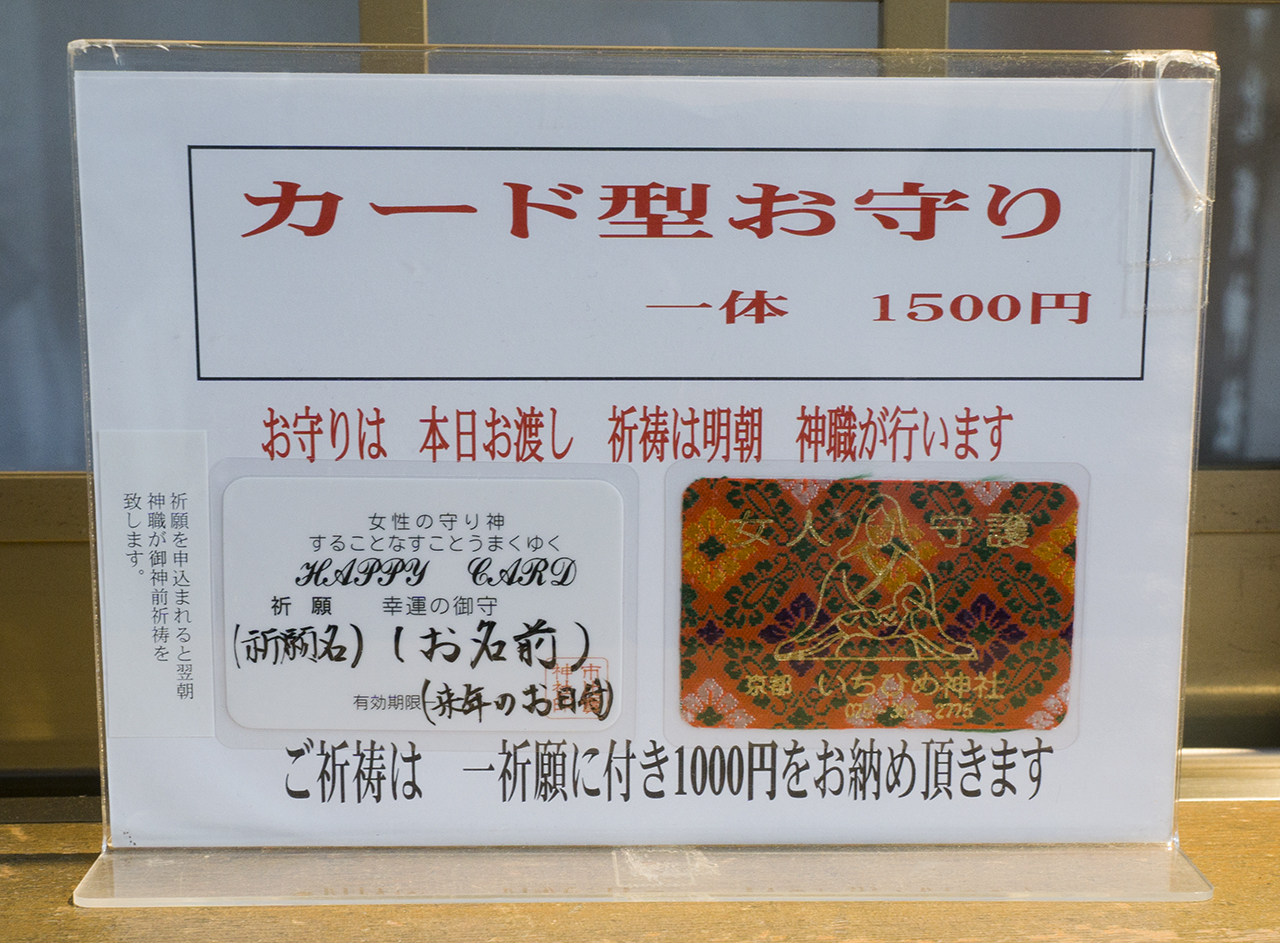 カード型お守り
一体 1500円
お守りは 本日お渡し 祈祷は明朝 神職が行います
祈願を申込まれると翌朝
神職が御神前祈祷を
致します。
女性の守り神
することなすことうまくゆく
HAPPY CARD
祈願 幸運の御守
(祈願名) (お名前)
有効期限 (来年のお日付)
女人 守護
京都 いちひめ神社
2775
ご祈祷は 一祈願に付き1000円をお納め頂きます